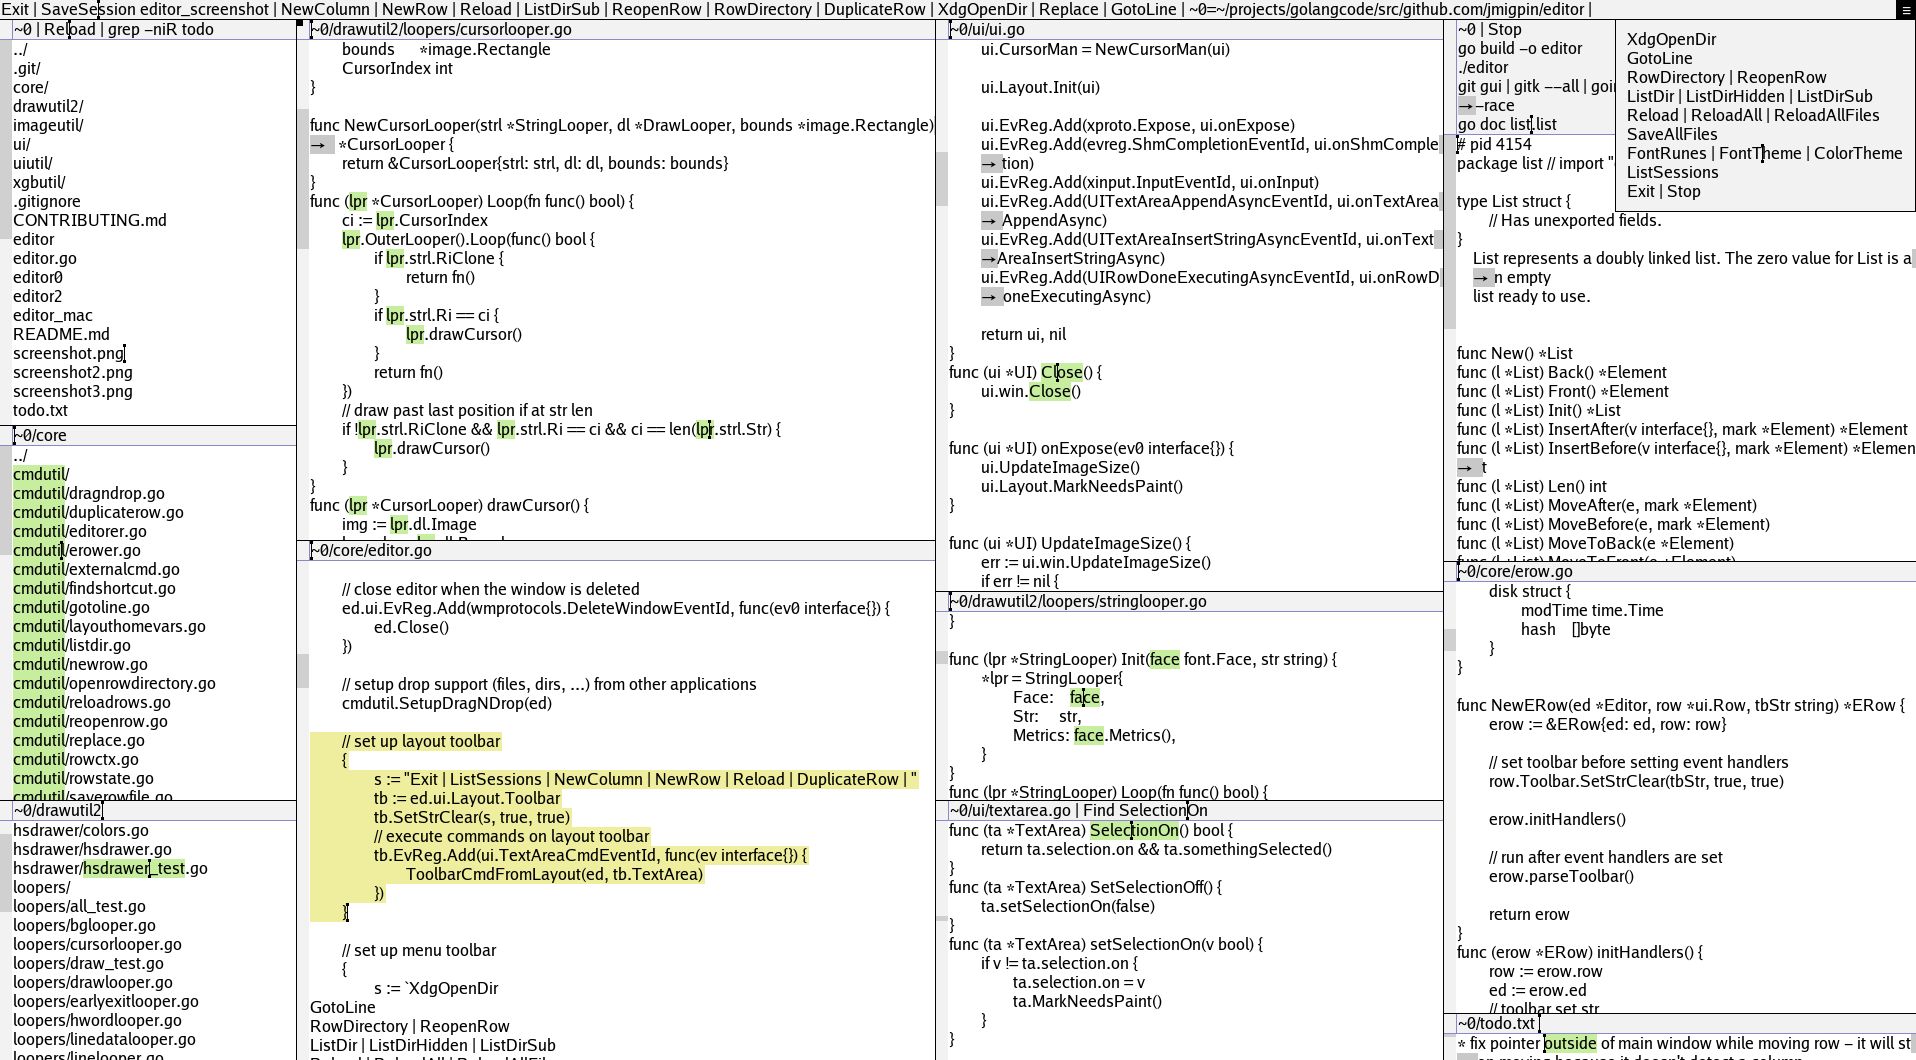 Exit | SaveSession editor_screenshot | NewColumn | NewRow | Reload | ListDirSub | ReopenRow | RowDirectory | DuplicateRow | XdgOpenDir | Replace | GotoLine | ~0=~/projects/golangcode/src/github.com/jmigpin/editor |
~0 | Reload | grep -niR todo
../
.git/
core/
drawutil2/
imageutil/
ui/
uiutil/
xgbutil/
.gitignore
CONTRIBUTING.md
editor
editor.go
editor0
editor2
editor_mac
README.md
screenshot.png
screenshot2.png
screenshot3.png
todo.txt
~0/core
../
cmdutil/
cmdutil/dragndrop.go
cmdutil/duplicaterow.go
cmdutil/editorer.go
cmdutil/erower.go
cmdutil/externalcmd.go
cmdutil/findshortcut.go
cmdutil/gotoline.go
cmdutil/layouthomevars.go
cmdutil/listdir.go
cmdutil/newrow.go
cmdutil/openrowdirectory.go
cmdutil/reloadrows.go
cmdutil/reopenrow.go
cmdutil/replace.go
cmdutil/rowctx.go
cmdutil/rowstate.go
cmdutil/saverowfile.go
~0/drawutil2
hsdrawer/colors.go
hsdrawer/hsdrawer.go
hsdrawer/hsdrawer_test.go
loopers/
loopers/all_test.go
loopers/bglooper.go
loopers/cursorlooper.go
loopers/draw_test.go
loopers/drawlooper.go
loopers/earlyexitlooper.go
loopers/hwordlooper.go
loopers/linedatalooper.go
loopers/linelooper.go
~0/drawutil2/loopers/cursorlooper.go
bounds *image.Rectangle
CursorIndex int
}
func NewCursorLooper(strl *StringLooper, dl *DrawLooper, bounds *image.Rectangle)
→ *CursorLooper {
return &CursorLooper{strl: strl, dl: dl, bounds: bounds}
}
func (lpr *CursorLooper) Loop(fn func() bool) {
ci := lpr.CursorIndex
lpr.OuterLooper().Loop(func() bool {
if lpr.strl.RiClone {
return fn()
}
if lpr.strl.Ri == ci {
lpr.drawCursor()
}
return fn()
})
// draw past last position if at str len
if !lpr.strl.RiClone && lpr.strl.Ri == ci && ci == len(lpr.strl.Str) {
lpr.drawCursor()
}
}
func (lpr *CursorLooper) drawCursor() {
img := lpr.dl.Image
~0/core/editor.go
// close editor when the window is deleted
ed.ui.EvReg.Add(wmprotocols.DeleteWindowEventId, func(ev0 interface{}) {
ed.Close()
})
// setup drop support (files, dirs, ...) from other applications
cmdutil.SetupDragNDrop(ed)
// set up layout toolbar
{
s := "Exit | ListSessions | NewColumn | NewRow | Reload | DuplicateRow | "
tb := ed.ui.Layout.Toolbar
tb.SetStrClear(s, true, true)
// execute commands on layout toolbar
tb.EvReg.Add(ui.TextAreaCmdEventId, func(ev interface{}) {
ToolbarCmdFromLayout(ed, tb.TextArea)
})
}
// set up menu toolbar
{
s := `XdgOpenDir
GotoLine
RowDirectory | ReopenRow
ListDir | ListDirHidden | ListDirSub
Reload | ReloadAll | ReloadAllFiles
~0/ui/ui.go
ui.CursorMan = NewCursorMan(ui)
ui.Layout.Init(ui)
ui.EvReg.Add(xproto.Expose, ui.onExpose)
ui.EvReg.Add(evreg.ShmCompletionEventId, ui.onShmComple
→ tion)
ui.EvReg.Add(xinput.InputEventId, ui.onInput)
ui.EvReg.Add(UITextAreaAppendAsyncEventId, ui.onTextArea
→ AppendAsync)
ui.EvReg.Add(UITextAreaInsertStringAsyncEventId, ui.onText
→ AreaInsertStringAsync)
ui.EvReg.Add(UIRowDoneExecutingAsyncEventId, ui.onRowD
→ oneExecutingAsync)
return ui, nil
}
func (ui *UI) Close() {
ui.win.Close()
}
func (ui *UI) onExpose(ev0 interface{}) {
ui.UpdateImageSize()
ui.Layout.MarkNeedsPaint()
}
func (ui *UI) UpdateImageSize() {
err := ui.win.UpdateImageSize()
if err != nil {
~0/drawutil2/loopers/stringlooper.go
}
func (lpr *StringLooper) Init(face font.Face, str string) {
*lpr = StringLooper{
Face: face,
Str: str,
Metrics: face.Metrics(),
}
}
func (lpr *StringLooper) Loop(fn func() bool) {
~0/ui/textarea.go | Find SelectionOn
func (ta *TextArea) SelectionOn() bool {
return ta.selection.on && ta.somethingSelected()
}
func (ta *TextArea) SetSelectionOff() {
ta.setSelectionOn(false)
}
func (ta *TextArea) setSelectionOn(v bool) {
if v != ta.selection.on {
ta.selection.on = v
ta.MarkNeedsPaint()
}
}
~0 | Stop
go build -o editor
./editor
git gui | gitk --all | goi
→ -race
go doc list.list
# pid 4154
package list // import "
type List struct {
// Has unexported fields.
}
List represents a doubly linked list. The zero value for List is a
→ n empty
list ready to use.
func New() *List
func (l *List) Back() *Element
func (l *List) Front() *Element
func (l *List) Init() *List
func (l *List) InsertAfter(v interface{}, mark *Element) *Element
func (l *List) InsertBefore(v interface{}, mark *Element) *Elemen
→ t
func (l *List) Len() int
func (l *List) MoveAfter(e, mark *Element)
func (l *List) MoveBefore(e, mark *Element)
func (l *List) MoveToBack(e *Element)
func (l *List) MoveToFront(e *Element)
XdgOpenDir
GotoLine
RowDirectory | ReopenRow
ListDir | ListDirHidden | ListDirSub
Reload | ReloadAll | ReloadAllFiles
SaveAllFiles
FontRunes | FontTheme | ColorTheme
ListSessions
Exit | Stop
~0/core/erow.go
disk struct {
modTime time.Time
hash []byte
}
}
func NewERow(ed *Editor, row *ui.Row, tbStr string) *ERow {
erow := &ERow{ed: ed, row: row}
// set toolbar before setting event handlers
row.Toolbar.SetStrClear(tbStr, true, true)
erow.initHandlers()
// run after event handlers are set
erow.parseToolbar()
return erow
}
func (erow *ERow) initHandlers() {
row := erow.row
ed := erow.ed
// toolbar set str
~0/todo.txt
* fix pointer outside of main window while moving row - it will st